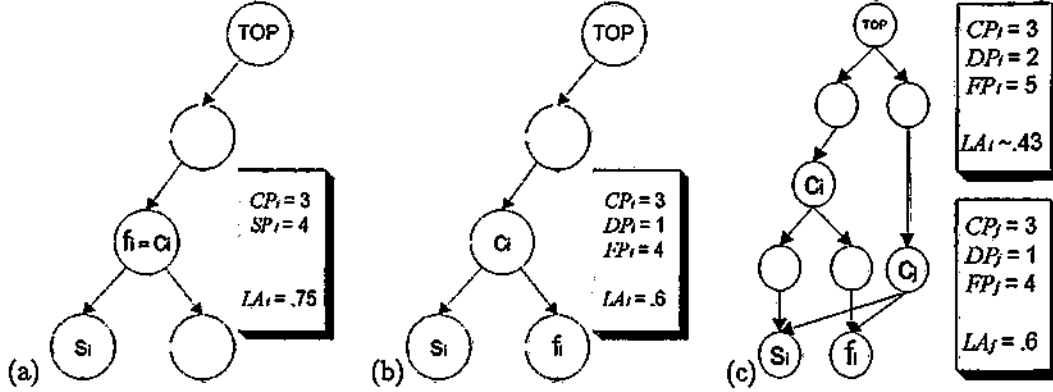 TOP
fi = Ci
Si
CPi = 3
SPi = 4
LAi = .75
(a)
TOP
Ci
Si
fi
CPi = 3
DPi = 1
FPi = 4
LAi = .6
(b)
TOP
Ci
Cj
Si
fi
CPi = 3
DPi = 2
FPi = 5
LAi ~ .43
CPj = 3
DPj = 1
FPj = 4
LAj = .6
(c)